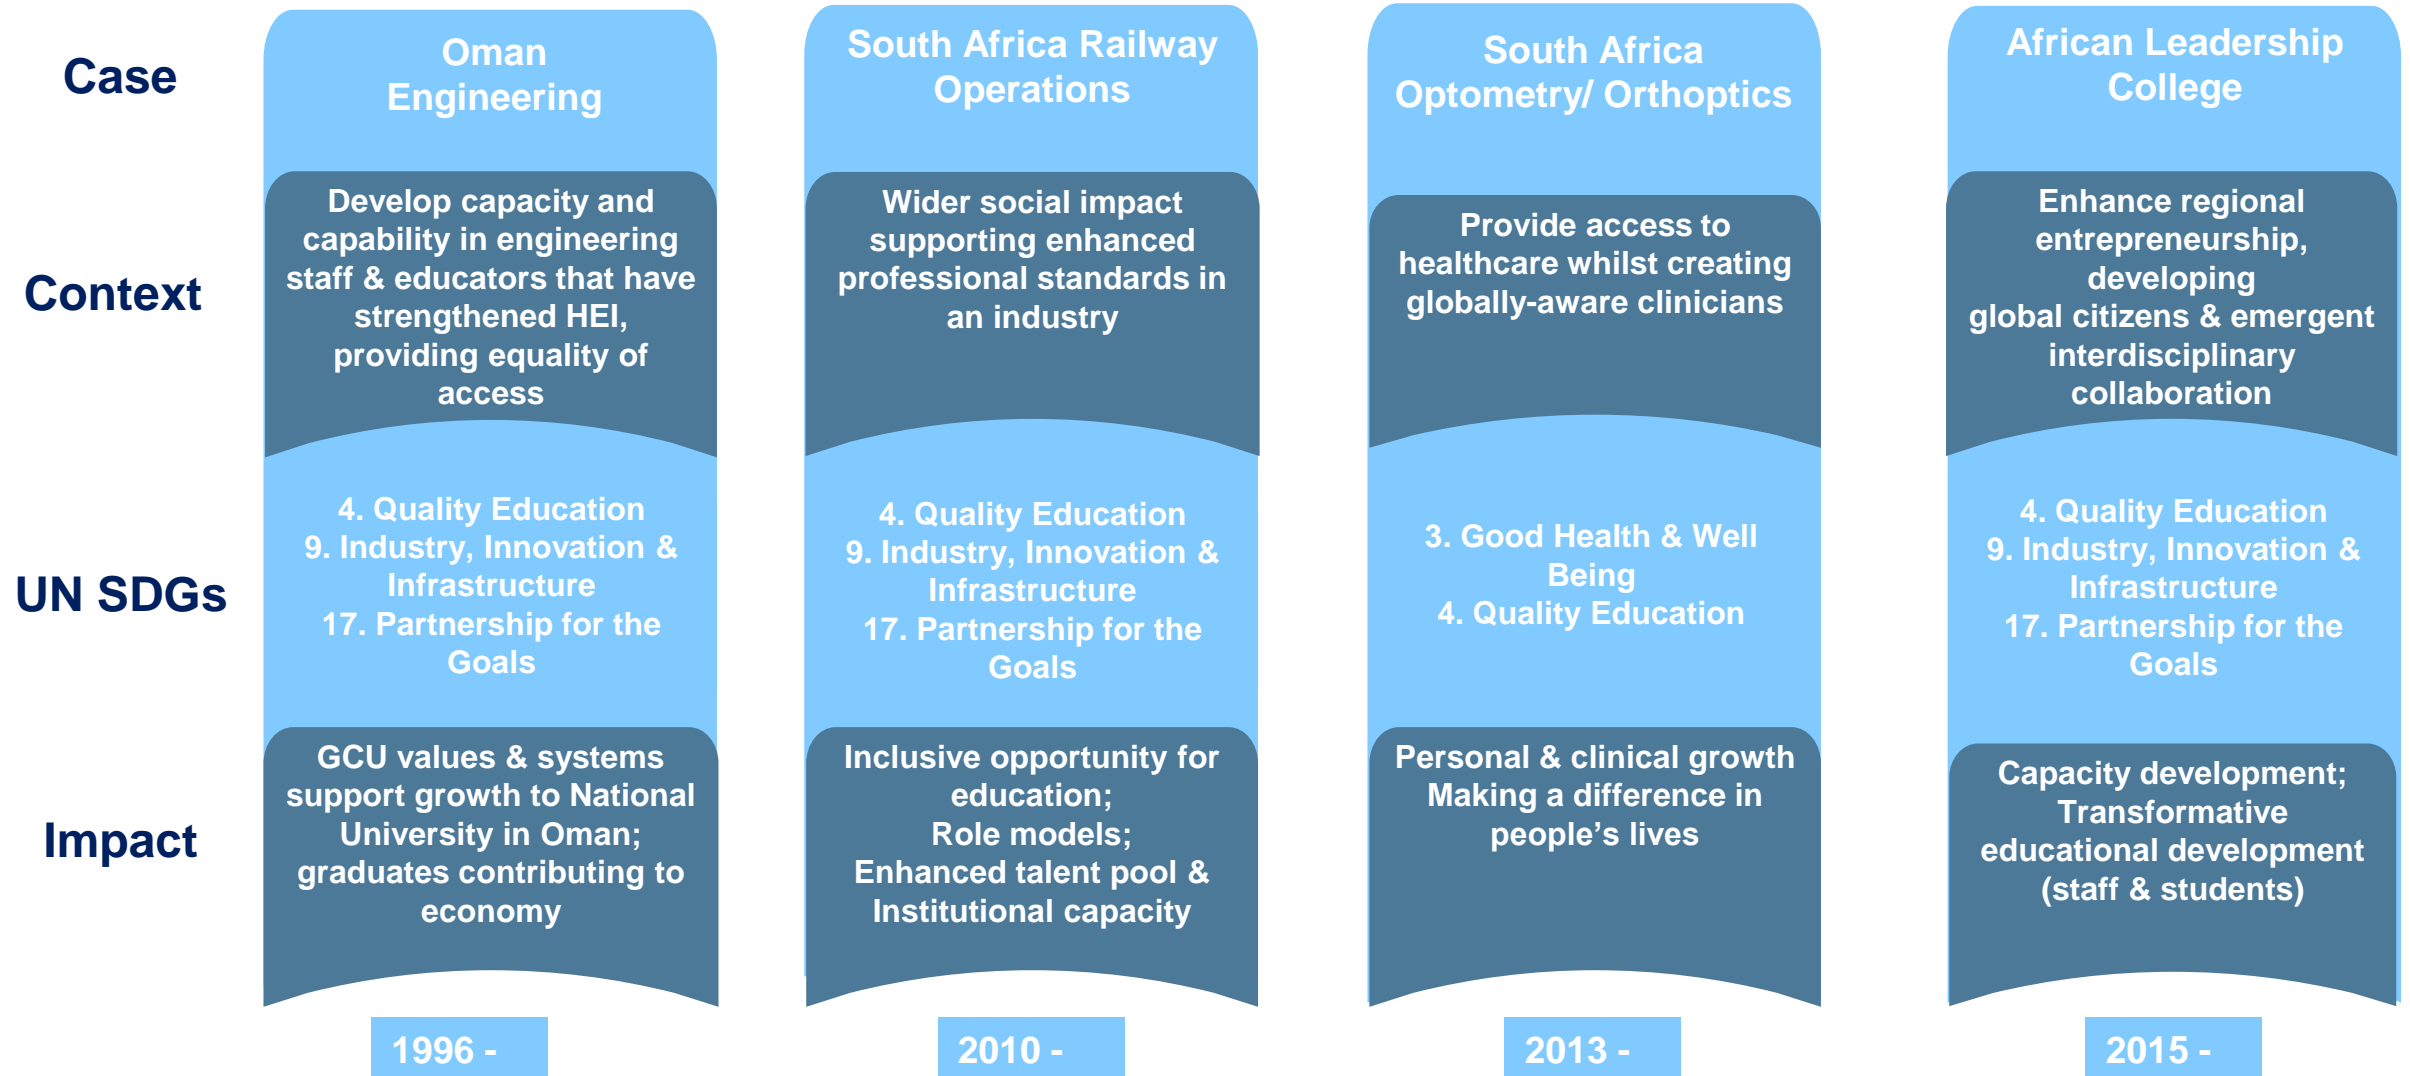 Case
Oman
Engineering
South Africa Railway
Operations
South Africa
Optometry/ Orthoptics
African Leadership
College
Context
Develop capacity and
capability in engineering
staff & educators that have
strengthened HEI,
providing equality of
access
Wider social impact
supporting enhanced
professional standards in
an industry
Provide access to
healthcare whilst creating
globally-aware clinicians
Enhance regional
entrepreneurship,
developing
global citizens & emergent
interdisciplinary
collaboration
UN SDGs
4. Quality Education
9. Industry, Innovation &
Infrastructure
17. Partnership for the
Goals
4. Quality Education
9. Industry, Innovation &
Infrastructure
17. Partnership for the
Goals
3. Good Health & Well
Being
4. Quality Education
4. Quality Education
9. Industry, Innovation &
Infrastructure
17. Partnership for the
Goals
Impact
GCU values & systems
support growth to National
University in Oman;
graduates contributing to
economy
Inclusive opportunity for
education;
Role models;
Enhanced talent pool &
Institutional capacity
Personal & clinical growth
Making a difference in
people’s lives
Capacity development;
Transformative
educational development
(staff & students)
1996 -
2010 -
2013 -
2015 -